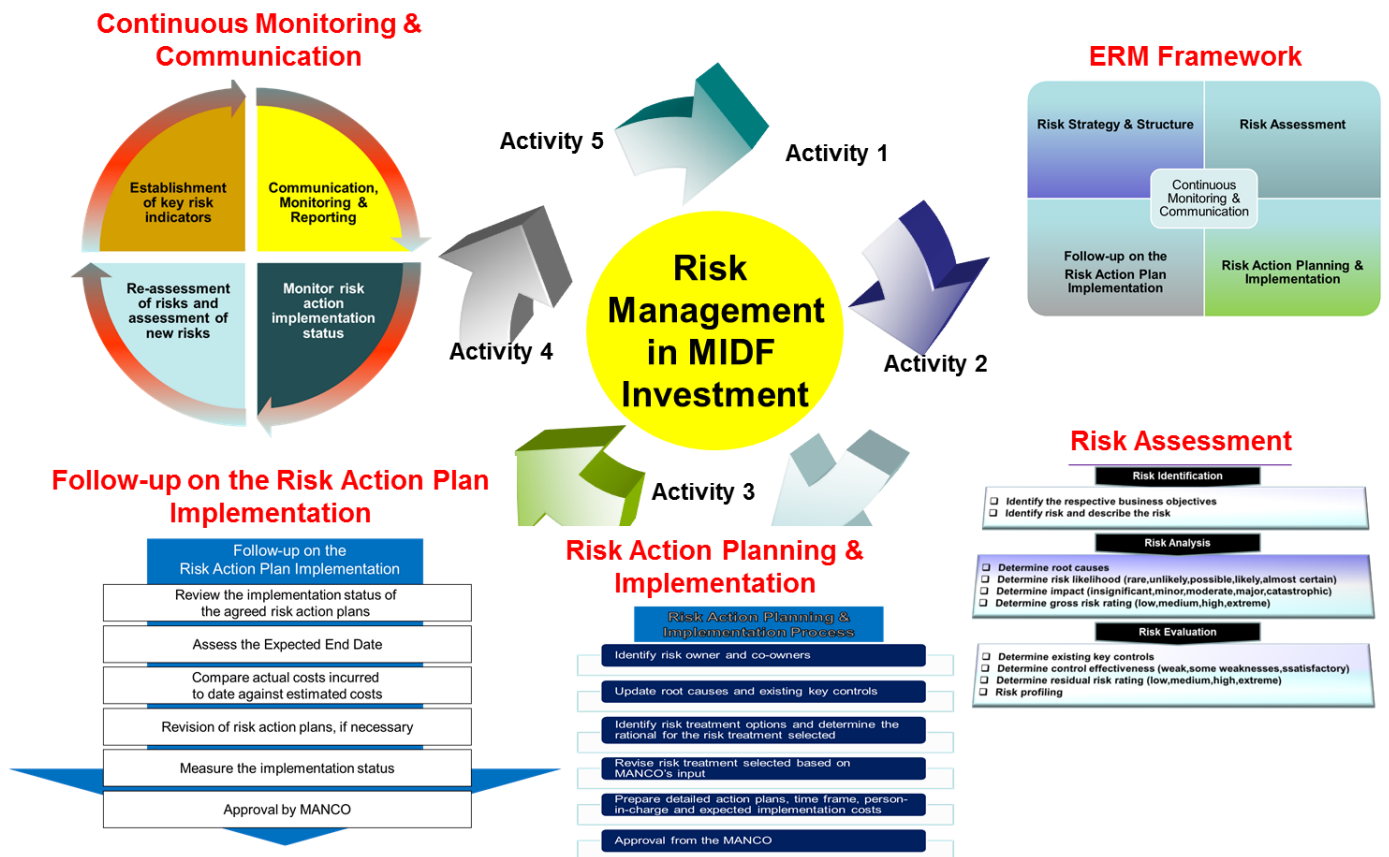 Continuous Monitoring &
Communication
Establishment
of key risk
indicators
Communication,
Monitoring &
Reporting
Re-assessment
of risks and
assessment of
new risks
Monitor risk
action
implementation
status
Activity 5
Activity 1
Activity 4
Activity 2
Activity 3
Risk
Management
in MIDF
Investment
ERM Framework
Risk Strategy & Structure
Risk Assessment
Continuous
Monitoring &
Communication
Follow-up on the
Risk Action Plan
Implementation
Risk Action Planning &
Implementation
Follow-up on the Risk Action Plan
Implementation
Follow-up on the
Risk Action Plan Implementation
Review the implementation status of
the agreed risk action plans
Assess the Expected End Date
Compare actual costs incurred
to date against estimated costs
Revision of risk action plans, if necessary
Measure the implementation status
Approval by MANCO
Risk Action Planning &
Implementation
Risk Action Planning &
Implementation Process
Identify risk owner and co-owners
Update root causes and existing key controls
Identify risk treatment options and determine the
rational for the risk treatment selected
Revise risk treatment selected based on
MANCO's input
Prepare detailed action plans, time frame, person-
in-charge and expected implementation costs
Approval from the MANCO
Risk Assessment
Risk Identification
Identify the respective business objectives
Identify risk and describe the risk
Risk Analysis
Determine root causes
Determine risk likelihood (rare,unlikely,possible,likely,almost certain)
Determine impact (insignificant,minor,moderate,major,catastrophic)
Determine gross risk rating (low,medium,high,extreme)
Risk Evaluation
Determine existing key controls
Determine control effectiveness (weak,some weaknesses,ssatisfactory)
Determine residual risk rating (low,medium,high,extreme)
Risk profiling